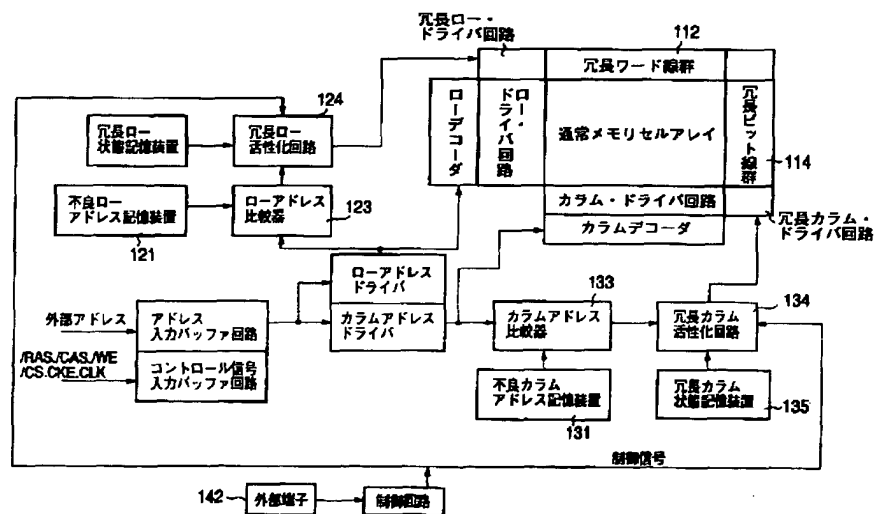 冗長ロー・
ドライバ回路
112
冗長ワード線群
124
冗長ロー
状態記憶装置
冗長ロー
活性化回路
ローデコーダ
ロー・
ドライバ回路
通常メモリセルアレイ
冗長ビット線群
114
不良ロー
アドレス記憶装置
ローアドレス
比較器
123
121
カラム・ドライバ回路
カラムデコーダ
冗長カラム・
ドライバ回路
ローアドレス
ドライバ
外部アドレス
アドレス
入力バッファ回路
カラムアドレス
ドライバ
133
カラムアドレス
比較器
134
冗長カラム
活性化回路
/RAS./CAS./WE
/CS.CKE.CLK
コントロール信号
入力バッファ回路
不良カラム
アドレス記憶装置
131
冗長カラム
状態記憶装置
135
制御信号
142
外部端子
制御回路